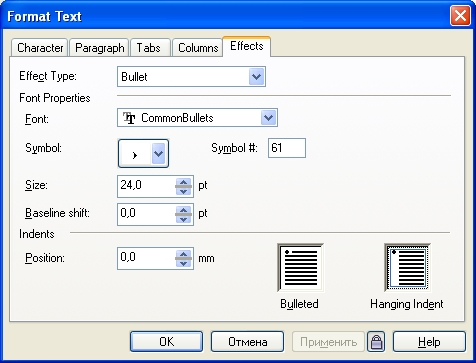 Format Text
Character Paragraph Tabs Columns Effects
Effect Type: Bullet
Font Properties
Font: CommonBullets
Symbol: Symbol #: 61
Size: 24,0 pt
Baseline shift: 0,0 pt
Indents
Position: 0,0 mm
Bulleted Hanging Indent
OK Отмена Применить Help